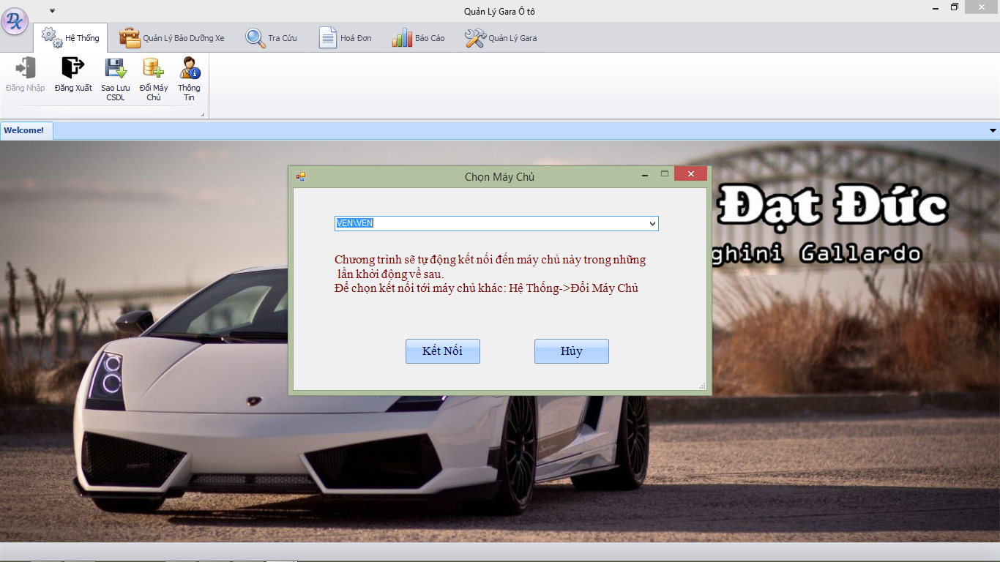 Quản Lý Gara Ô tô
DX
Hệ Thống
Quản Lý Bảo Dưỡng Xe
Tra Cứu
Hoá Đơn
Báo Cáo
Quản Lý Gara
Đăng Nhập
Đăng Xuất
Sao Lưu
CSDL
Đổi Máy
Chủ
Thông
Tin
Welcome!
Chọn Máy Chủ
VEN\VEN
Chương trình sẽ tự động kết nối đến máy chủ này trong những
lần khởi động về sau.
Để chọn kết nối tới máy chủ khác: Hệ Thống->Đổi Máy Chủ
Kết Nối
Hủy
Đạt Đức
ghini Gallardo